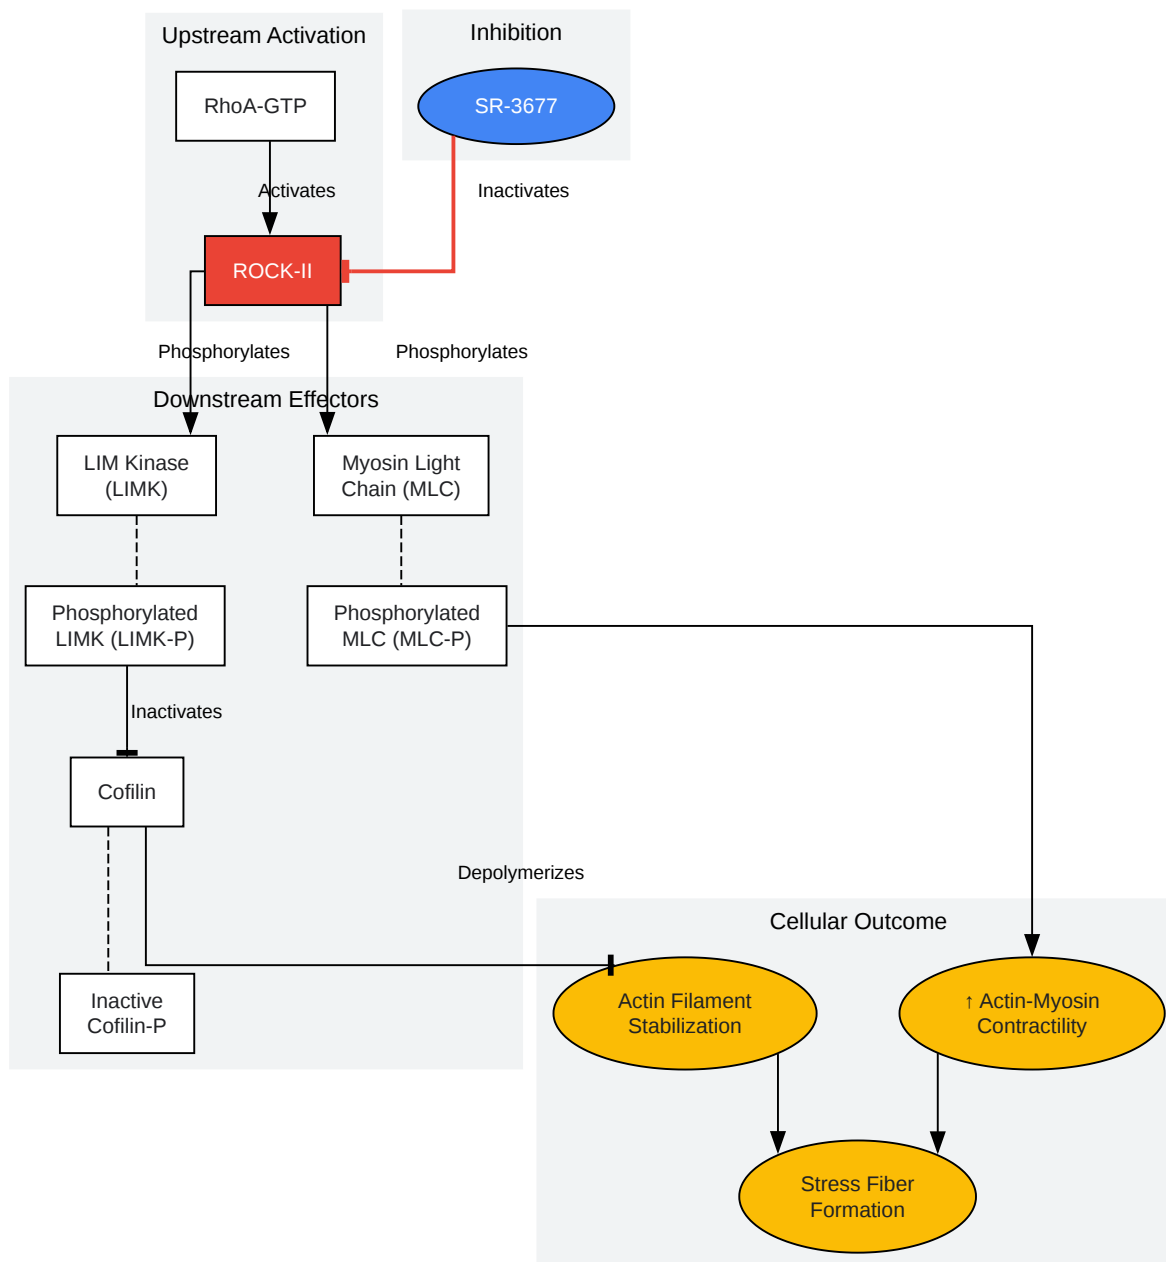 Upstream Activation
Inhibition
RhoA-GTP
SR-3677
Activates
Inactivates
ROCK-II
Phosphorylates
Phosphorylates
Downstream Effectors
LIM Kinase
(LIMK)
Myosin Light
Chain (MLC)
Phosphorylated
LIMK (LIMK-P)
Phosphorylated
MLC (MLC-P)
Inactivates
Cofilin
Depolymerizes
Cellular Outcome
Inactive
Cofilin-P
Actin Filament
Stabilization
↑ Actin-Myosin
Contractility
Stress Fiber
Formation